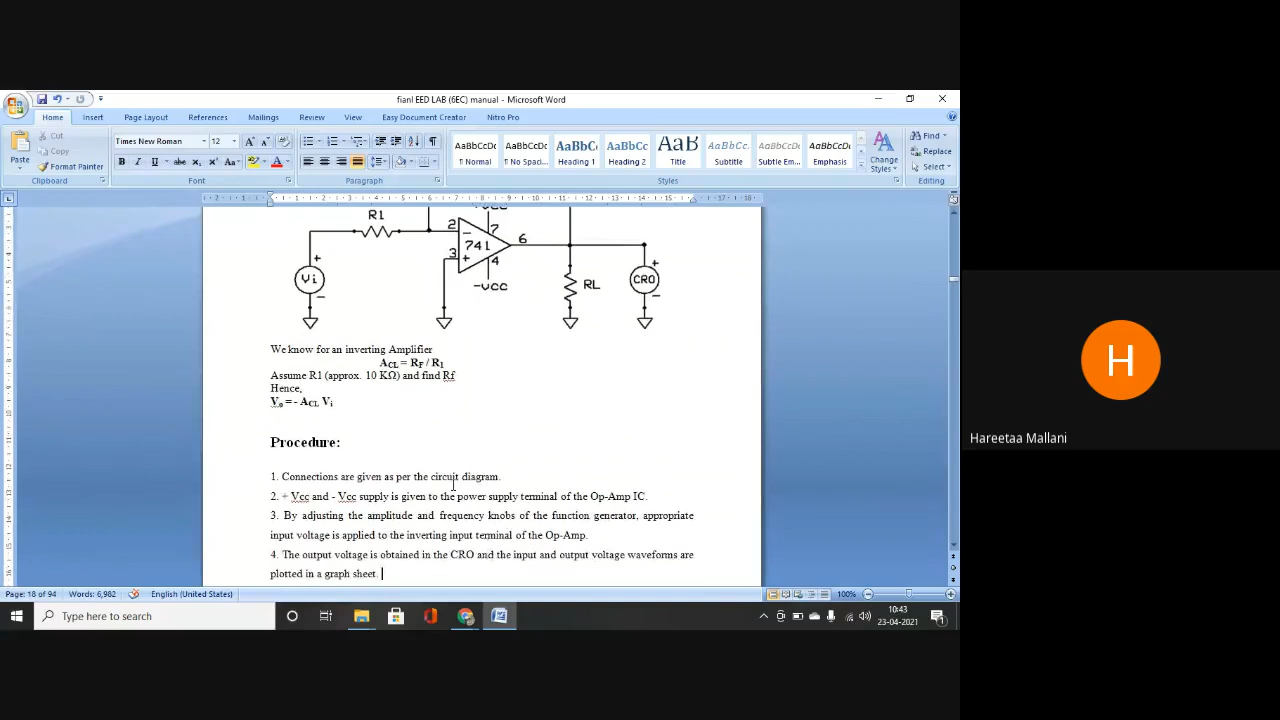 fianl EED LAB (6EC) manual - Microsoft Word
Home Insert Page Layout References Mailings Review View Easy Document Creator Nitro Pro
Paste
Cut
Copy
Format Painter
Clipboard
Times New Roman 12
Font
Paragraph
AaBbCcDc AaBbCcDc AaBbC AaBbCc AaB AaBbCc. AaBbCcDc AaBbCcDc
¶ Normal ¶ No Spaci... Heading 1 Heading 2 Title Subtitle Subtle Em... Emphasis
Change
Styles
Styles
Find
Replace
Select
Editing
R1
2
7
741
6
3
4
-VCC
Vi
RL
CRO
We know for an inverting Amplifier
ACL = RF / R1
Assume R1 (approx. 10 KΩ) and find Rf
Hence,
Vo = - ACL Vi
Procedure:
1. Connections are given as per the circuit diagram.
2. + Vcc and - Vcc supply is given to the power supply terminal of the Op-Amp IC.
3. By adjusting the amplitude and frequency knobs of the function generator, appropriate
input voltage is applied to the inverting input terminal of the Op-Amp.
4. The output voltage is obtained in the CRO and the input and output voltage waveforms are
plotted in a graph sheet.
Page: 18 of 94 Words: 6,982 English (United States) 100%
Type here to search
10:43
23-04-2021
H
Hareetaa Mallani